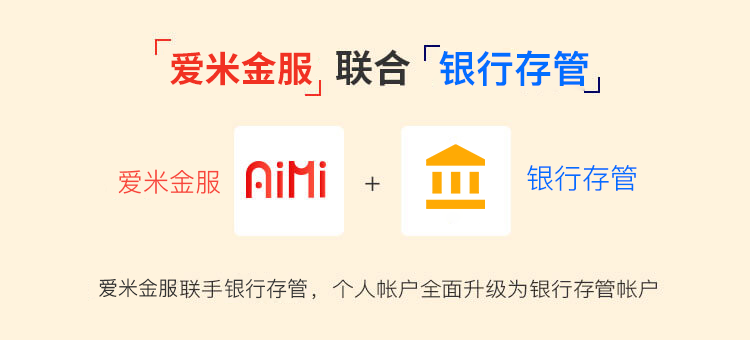 「爱米金服」 联合 「银行存管」
爱米金服 AiMi + 银行存管
爱米金服联手银行存管，个人帐户全面升级为银行存管帐户